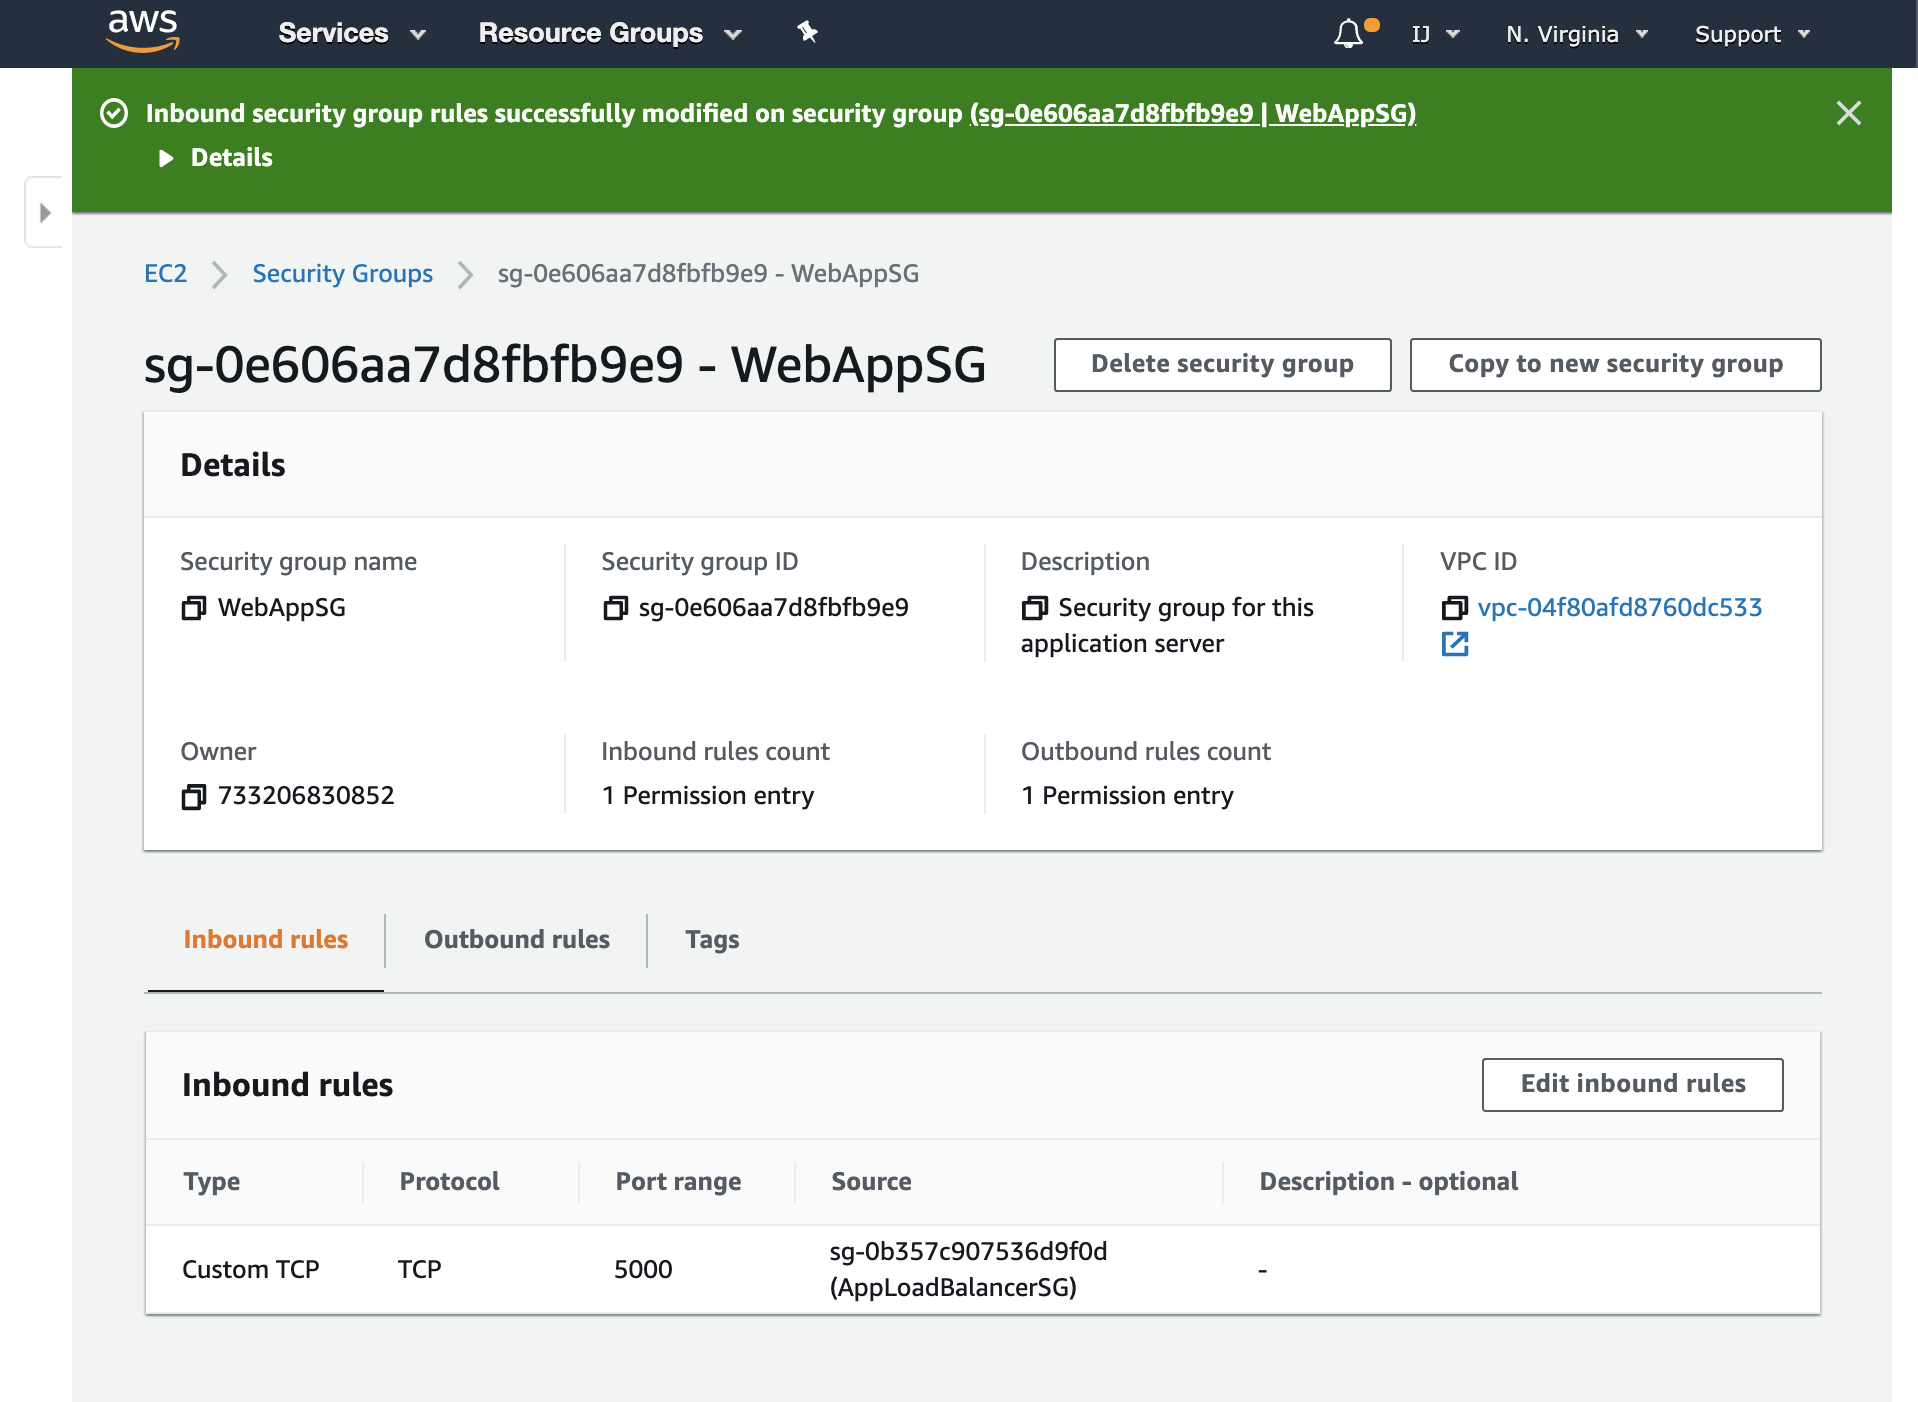 aws
Services
Resource Groups
IJ
N. Virginia
Support
Inbound security group rules successfully modified on security group (sg-0e606aa7d8fbfb9e9 | WebAppSG)
Details
EC2
Security Groups
sg-0e606aa7d8fbfb9e9 - WebAppSG
sg-0e606aa7d8fbfb9e9 - WebAppSG
Delete security group
Copy to new security group
Details
Security group name
WebAppSG
Security group ID
sg-0e606aa7d8fbfb9e9
Description
Security group for this
application server
VPC ID
vpc-04f80afd8760dc533
Owner
733206830852
Inbound rules count
1 Permission entry
Outbound rules count
1 Permission entry
Inbound rules
Outbound rules
Tags
Inbound rules
Edit inbound rules
Type
Protocol
Port range
Source
Description - optional
Custom TCP
TCP
5000
sg-0b357c907536d9f0d
(AppLoadBalancerSG)
-